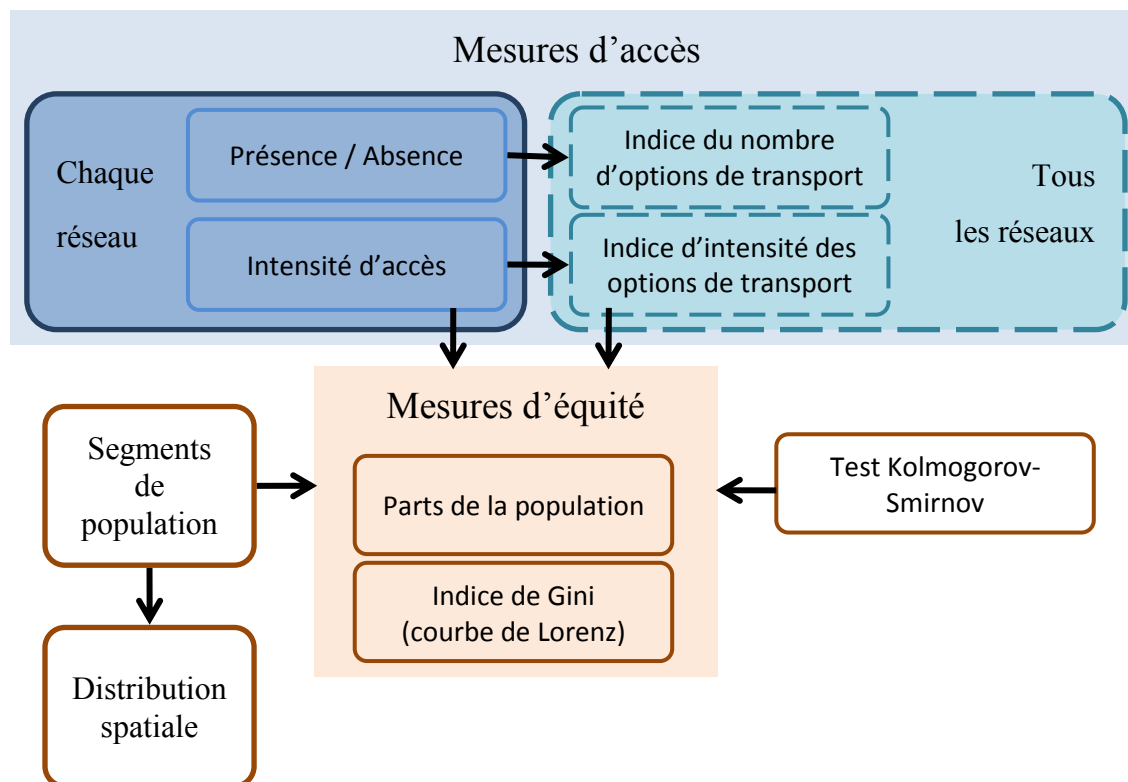 Mesures d’accès
Chaque
réseau
Présence / Absence
Intensité d’accès
Indice du nombre
d’options de transport
Indice d’intensité des
options de transport
Tous
les réseaux
Mesures d’équité
Segments
de
population
Parts de la population
Indice de Gini
(courbe de Lorenz)
Test Kolmogorov-
Smirnov
Distribution
spatiale